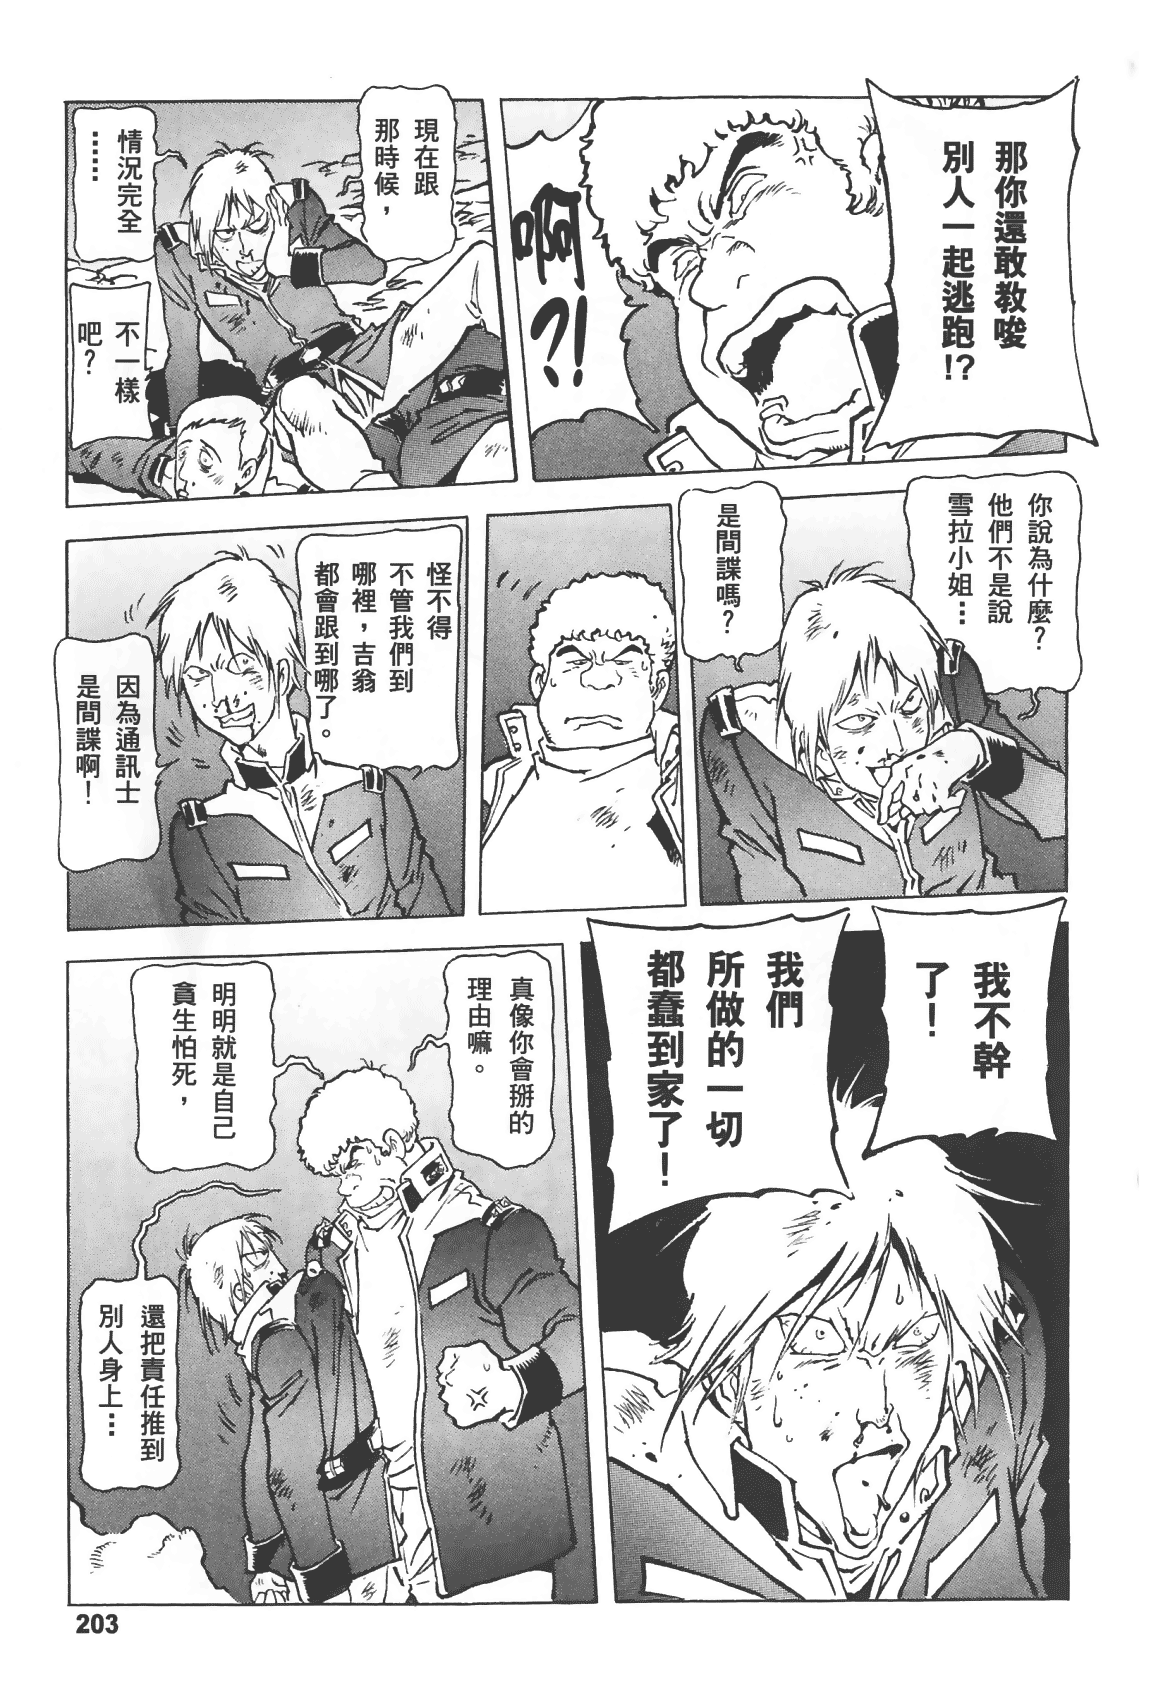 那你還敢教唆
別人一起逃跑!?
啊
?!
現在跟
那時候，
情況完全
……
不一樣
吧？
你說為什麼？
他們不是說
雪拉小姐…
是間諜嗎？
怪不得
不管我們到
哪裡，吉翁
都會跟到哪了。
因為通訊士
是間諜啊！
我不幹
了！
我們
所做的一切
都蠢到家了！
真像你會掰的
理由嘛。
明明就是自己
貪生怕死，
還把責任推到
別人身上…
203